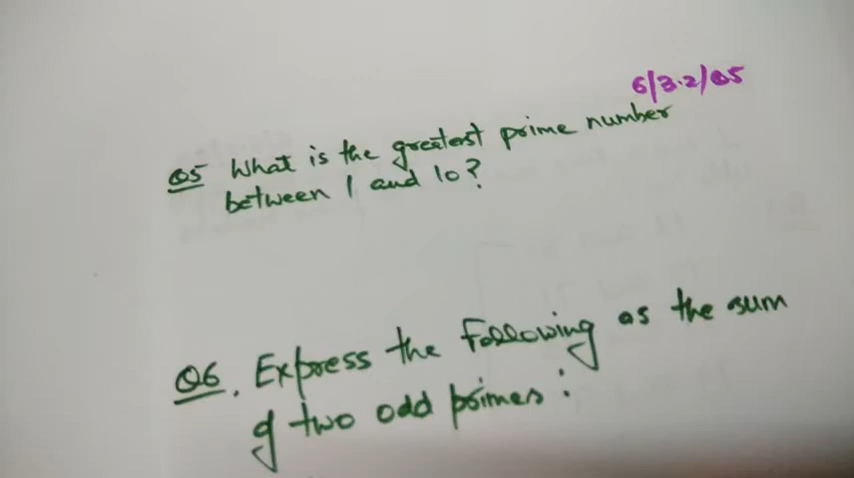 6/3.2/Q5
Q5 What is the greatest prime number
between 1 and 10?
Q6. Express the following as the sum
of two odd primes: